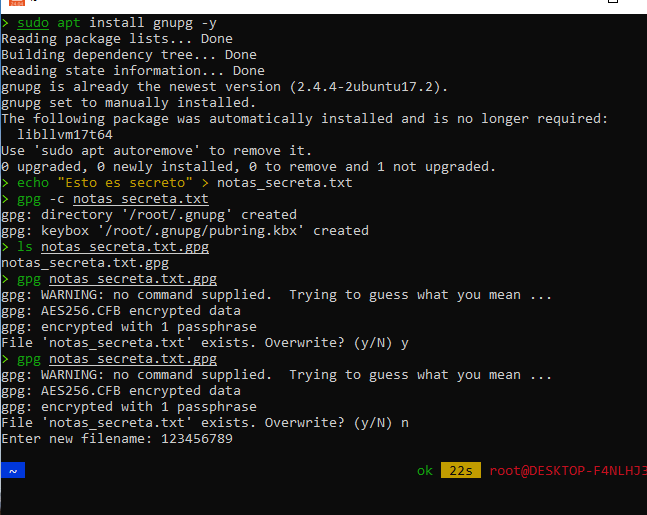 > sudo apt install gnupg -y
Reading package lists... Done
Building dependency tree... Done
Reading state information... Done
gnupg is already the newest version (2.4.4-2ubuntu17.2).
gnupg set to manually installed.
The following package was automatically installed and is no longer required:
  libllvm17t64
Use 'sudo apt autoremove' to remove it.
0 upgraded, 0 newly installed, 0 to remove and 1 not upgraded.
> echo "Esto es secreto" > notas_secreta.txt
> gpg -c notas_secreta.txt
gpg: directory '/root/.gnupg' created
gpg: keybox '/root/.gnupg/pubring.kbx' created
> ls notas_secreta.txt.gpg
notas_secreta.txt.gpg
> gpg notas_secreta.txt.gpg
gpg: WARNING: no command supplied.  Trying to guess what you mean ...
gpg: AES256.CFB encrypted data
gpg: encrypted with 1 passphrase
File 'notas_secreta.txt' exists. Overwrite? (y/N) y
> gpg notas_secreta.txt.gpg
gpg: WARNING: no command supplied.  Trying to guess what you mean ...
gpg: AES256.CFB encrypted data
gpg: encrypted with 1 passphrase
File 'notas_secreta.txt' exists. Overwrite? (y/N) n
Enter new filename: 123456789
~ ok 22s root@DESKTOP-F4NLHJ3